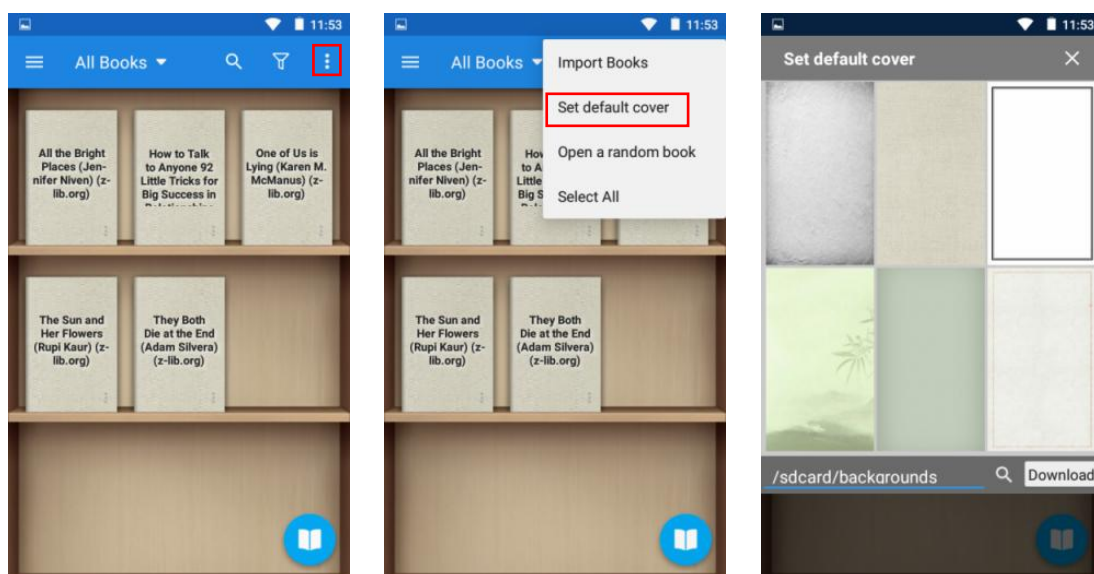 11:53
All Books
All the Bright
Places (Jen-
nifer Niven) (z-
lib.org)
How to Talk
to Anyone 92
Little Tricks for
Big Success in
One of Us is
Lying (Karen M.
McManus) (z-
lib.org)
The Sun and
Her Flowers
(Rupi Kaur) (z-
lib.org)
They Both
Die at the End
(Adam Silvera)
(z-lib.org)
11:53
All Books
Import Books
Set default cover
Open a random book
Select All
All the Bright
Places (Jen-
nifer Niven) (z-
lib.org)
Little
The Sun and
Her Flowers
(Rupi Kaur) (z-
lib.org)
They Both
Die at the End
(Adam Silvera)
(z-lib.org)
11:53
Set default cover
/sdcard/backgrounds
Download